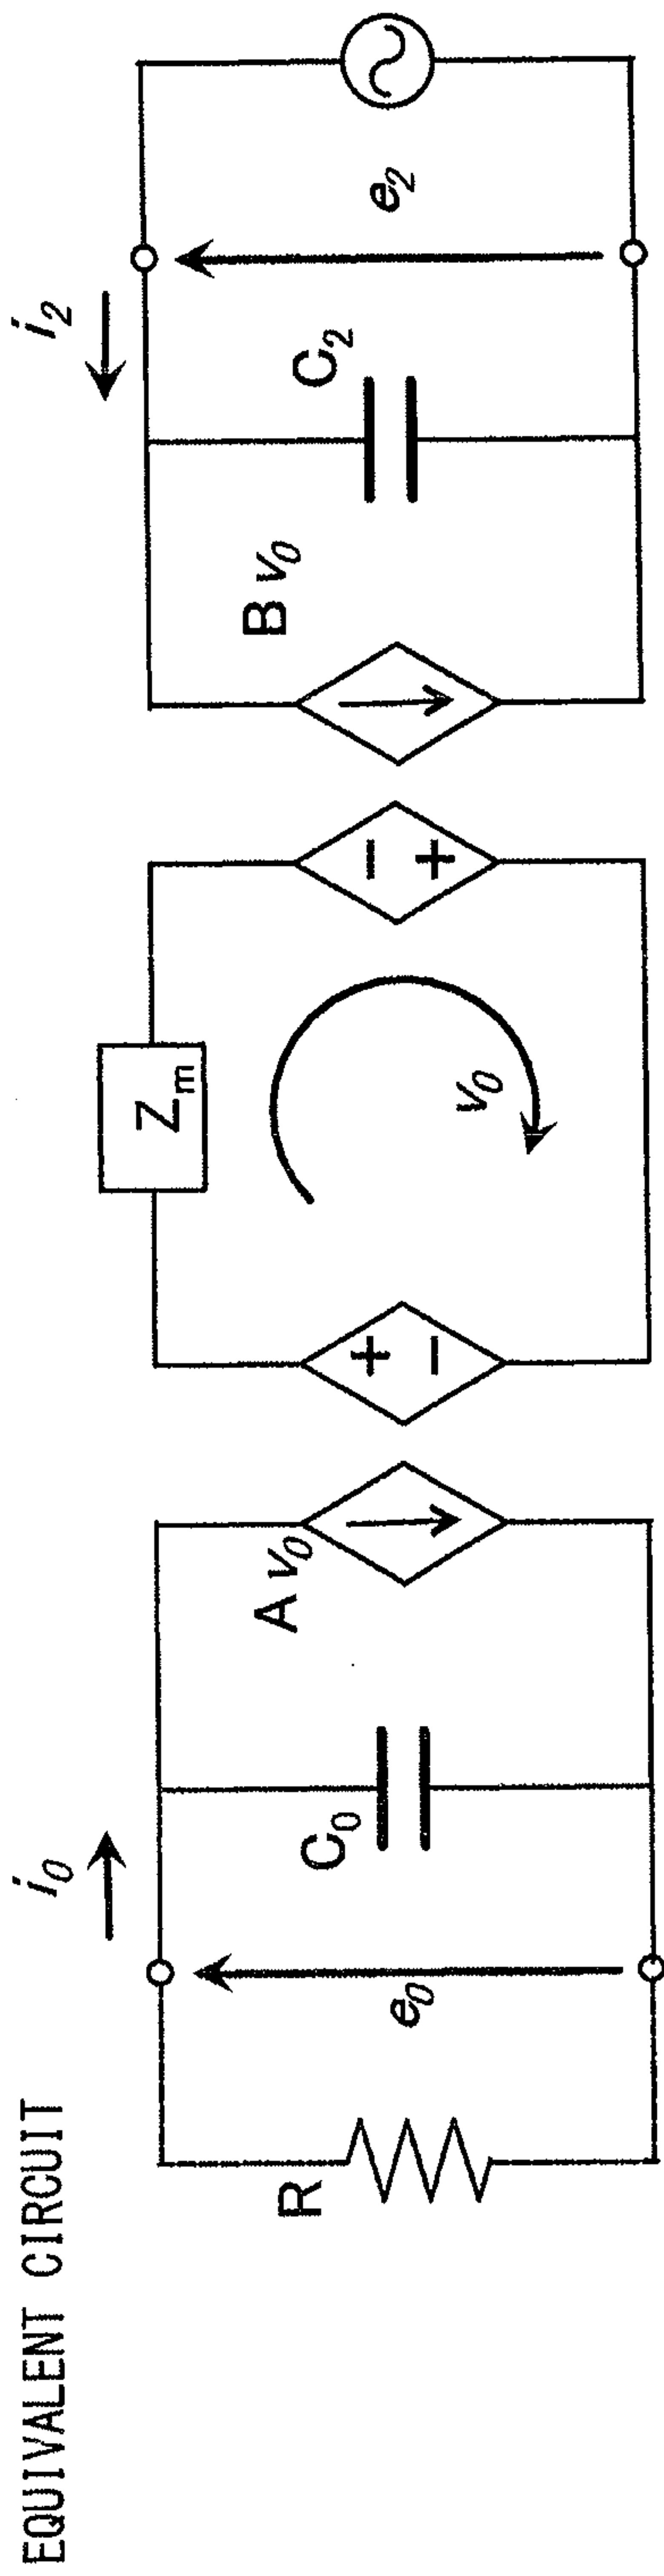 EQUIVALENT CIRCUIT
i0
i2
R
e0
C0
A v0
+
−
Zm
v0
−
+
B v0
C2
e2